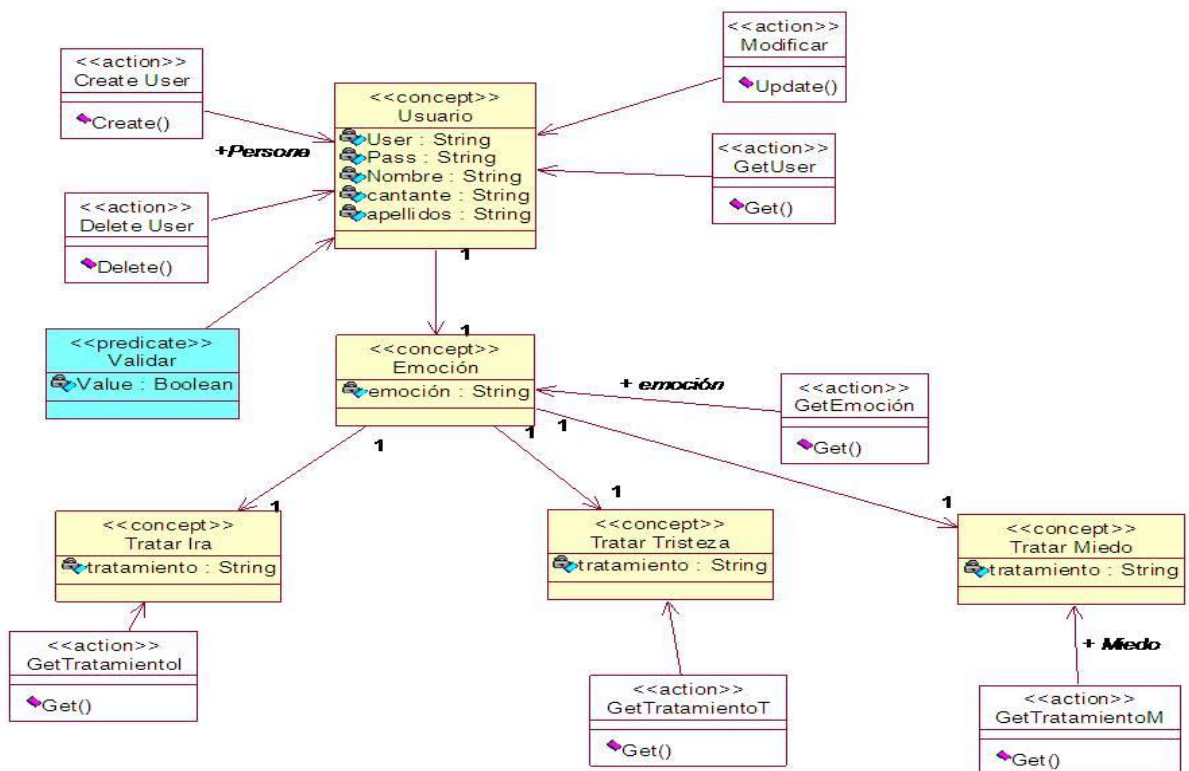 <<action>>
Create User
Create()
+Persona
<<concept>>
Usuario
User : String
Pass : String
Nombre : String
cantante : String
apellidos : String
<<action>>
Modificar
Update()
<<action>>
GetUser
Get()
<<action>>
Delete User
Delete()
<<predicate>>
Validar
Value : Boolean
1
1
<<concept>>
Emoción
emoción : String
+ emoción
<<action>>
GetEmoción
Get()
1
1
1
1
1
1
<<concept>>
Tratar Ira
tratamiento : String
<<concept>>
Tratar Tristeza
tratamiento : String
<<concept>>
Tratar Miedo
tratamiento : String
<<action>>
GetTratamientoI
Get()
<<action>>
GetTratamientoT
Get()
+ Miedo
<<action>>
GetTratamientoM
Get()